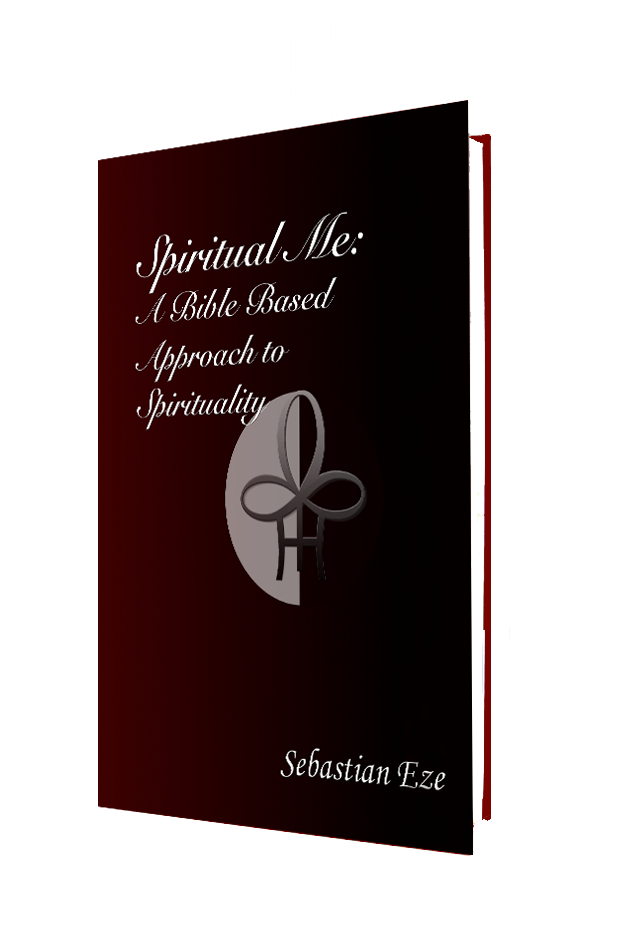 Spiritual Me:
A Bible Based
Approach to
Spirituality
Sebastian Eze